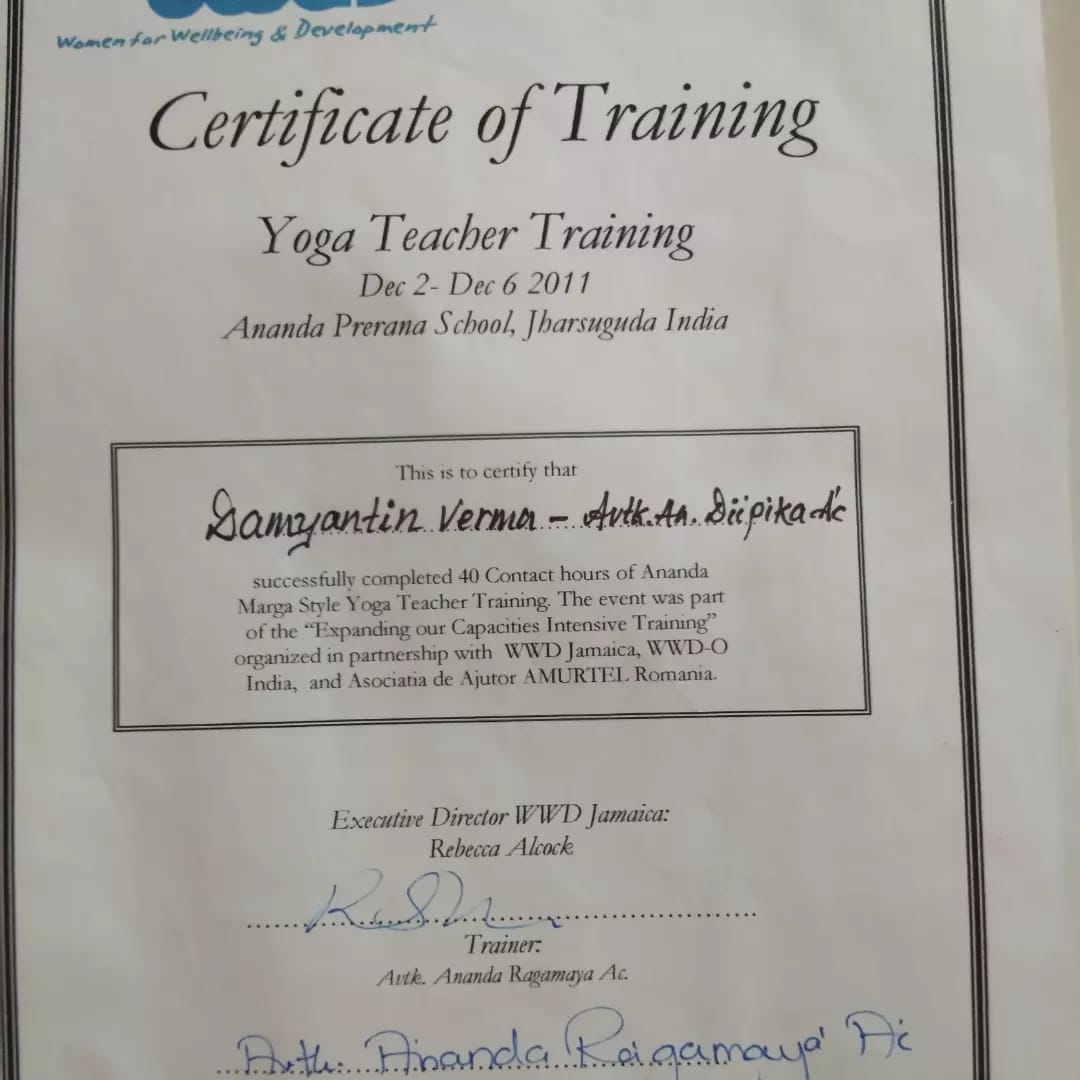 Women for Wellbeing & Development
Certificate of Training
Yoga Teacher Training
Dec 2- Dec 6 2011
Ananda Prerana School, Jharsuguda India
This is to certify that
Damyantin Verma - Avtk. An. Diipika Ác
successfully completed 40 Contact hours of Ananda
Marga Style Yoga Teacher Training. The event was part
of the “Expanding our Capacities Intensive Training”
organized in partnership with WWD Jamaica, WWD-O
India, and Asociatia de Ajutor AMURTEL Romania.
Executive Director WWD Jamaica:
Rebecca Alcock
Trainer:
Avtk. Ananda Ragamaya Ac.
Avtk. Ananda Ragamaya' Ac